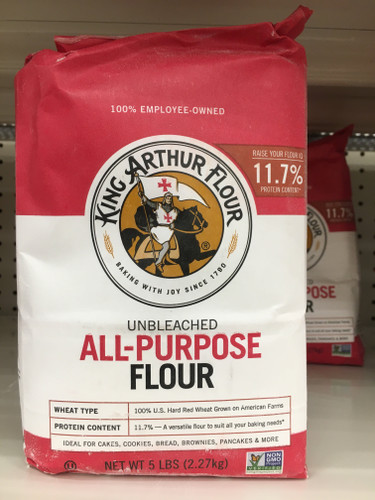 100% EMPLOYEE-OWNED
RAISE YOUR FLOUR IQ
11.7%
PROTEIN CONTENT*
KING ARTHUR FLOUR
®
BAKING WITH JOY SINCE 1790
UNBLEACHED
ALL-PURPOSE
FLOUR
WHEAT TYPE 100% U.S. Hard Red Wheat Grown on American Farms
PROTEIN CONTENT 11.7% — A versatile flour to suit all your baking needs*
IDEAL FOR CAKES, COOKIES, BREAD, BROWNIES, PANCAKES & MORE
NET WT 5 LBS (2.27kg)
NON
GMO
VERIFIED
11.7%
FLOUR
POSE
R